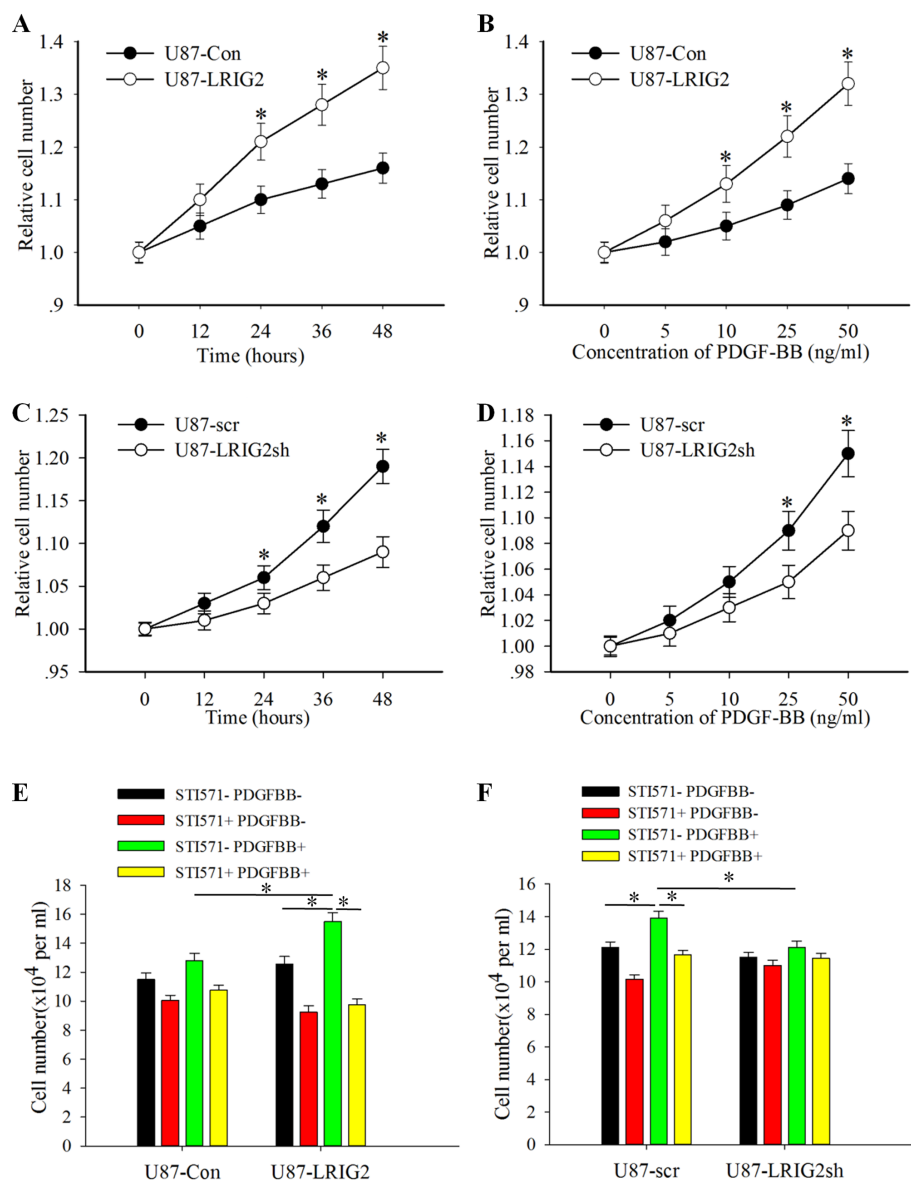 A
U87-Con
U87-LRIG2
Relative cell number
1.4
1.3
1.2
1.1
1.0
.9
* * *
0 12 24 36 48
Time (hours)
B
U87-Con
U87-LRIG2
Relative cell number
1.4
1.3
1.2
1.1
1.0
.9
* * *
0 5 10 25 50
Concentration of PDGF-BB (ng/ml)
C
U87-scr
U87-LRIG2sh
Relative cell number
1.25
1.20
1.15
1.10
1.05
1.00
.95
* * *
0 12 24 36 48
Time (hours)
D
U87-scr
U87-LRIG2sh
Relative cell number
1.18
1.16
1.14
1.12
1.10
1.08
1.06
1.04
1.02
1.00
.98
* *
0 5 10 25 50
Concentration of PDGF-BB (ng/ml)
E
STI571- PDGFBB-
STI571+ PDGFBB-
STI571- PDGFBB+
STI571+ PDGFBB+
Cell number(x10⁴ per ml)
18
16
14
12
10
8
6
4
2
0
*
* *
U87-Con U87-LRIG2
F
STI571- PDGFBB-
STI571+ PDGFBB-
STI571- PDGFBB+
STI571+ PDGFBB+
Cell number(x10⁴ per ml)
16
14
12
10
8
6
4
2
0
*
* *
U87-scr U87-LRIG2sh